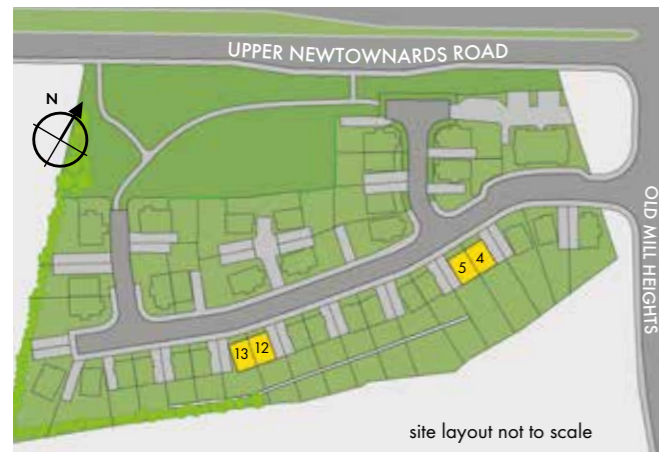 UPPER NEWTOWNARDS ROAD
N
OLD MILL HEIGHTS
5 4
13 12
site layout not to scale